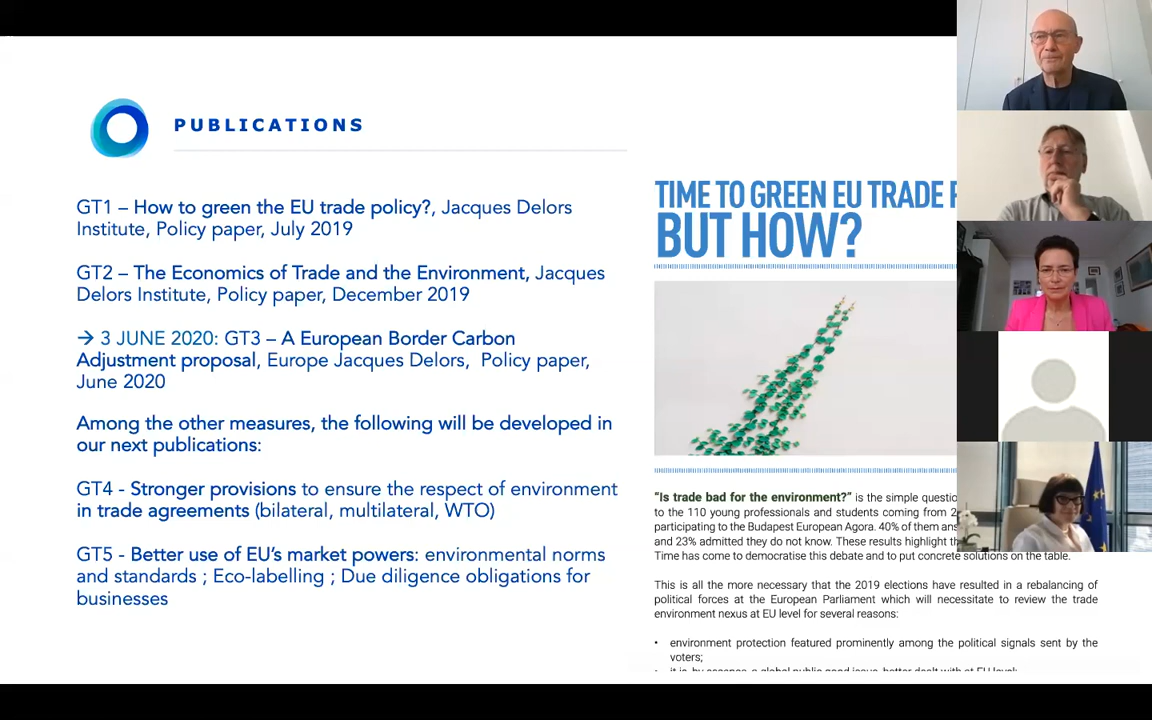 PUBLICATIONS
GT1 – How to green the EU trade policy?, Jacques Delors
Institute, Policy paper, July 2019
GT2 – The Economics of Trade and the Environment, Jacques
Delors Institute, Policy paper, December 2019
→ 3 JUNE 2020: GT3 – A European Border Carbon
Adjustment proposal, Europe Jacques Delors, Policy paper,
June 2020
Among the other measures, the following will be developed in
our next publications:
GT4 - Stronger provisions to ensure the respect of environment
in trade agreements (bilateral, multilateral, WTO)
GT5 - Better use of EU’s market powers: environmental norms
and standards ; Eco-labelling ; Due diligence obligations for
businesses
TIME TO GREEN EU TRADE
BUT HOW?
“Is trade bad for the environment?” is the simple
to the 110 young professionals and students coming from
participating to the Budapest European Agora. 40% of them
and 23% admitted they do not know. These results highlight
Time has come to democratise this debate and to put concrete solutions on the table.
This is all the more necessary that the 2019 elections have resulted in a rebalancing of
political forces at the European Parliament which will necessitate to review the trade
environment nexus at EU level for several reasons:
• environment protection featured prominently among the political signals sent by the
voters;